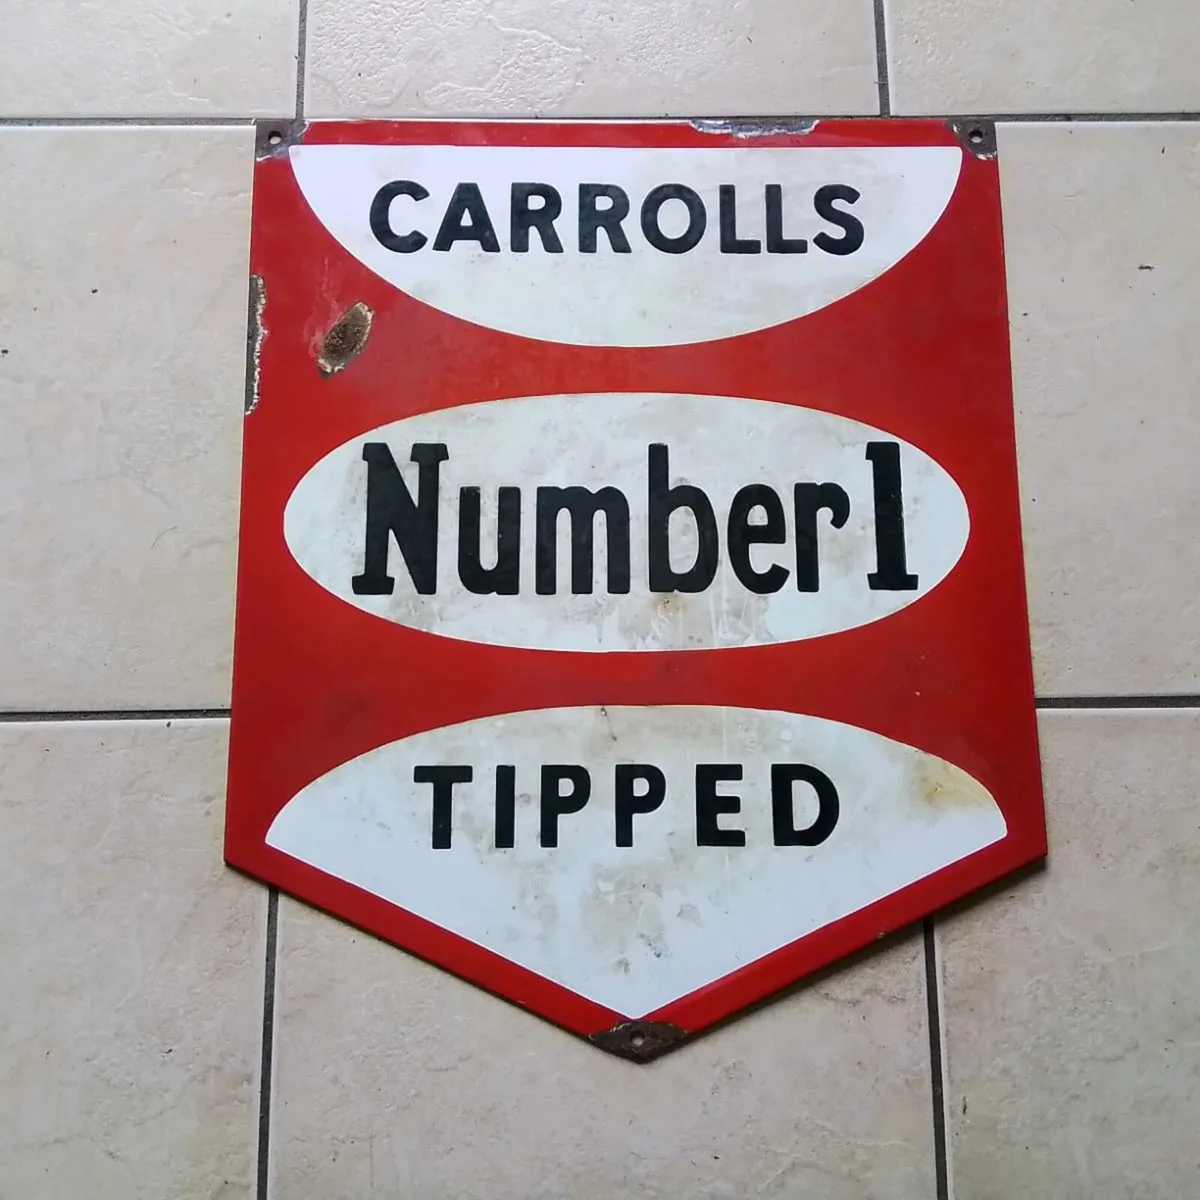 CARROLLS
Number 1
TIPPED